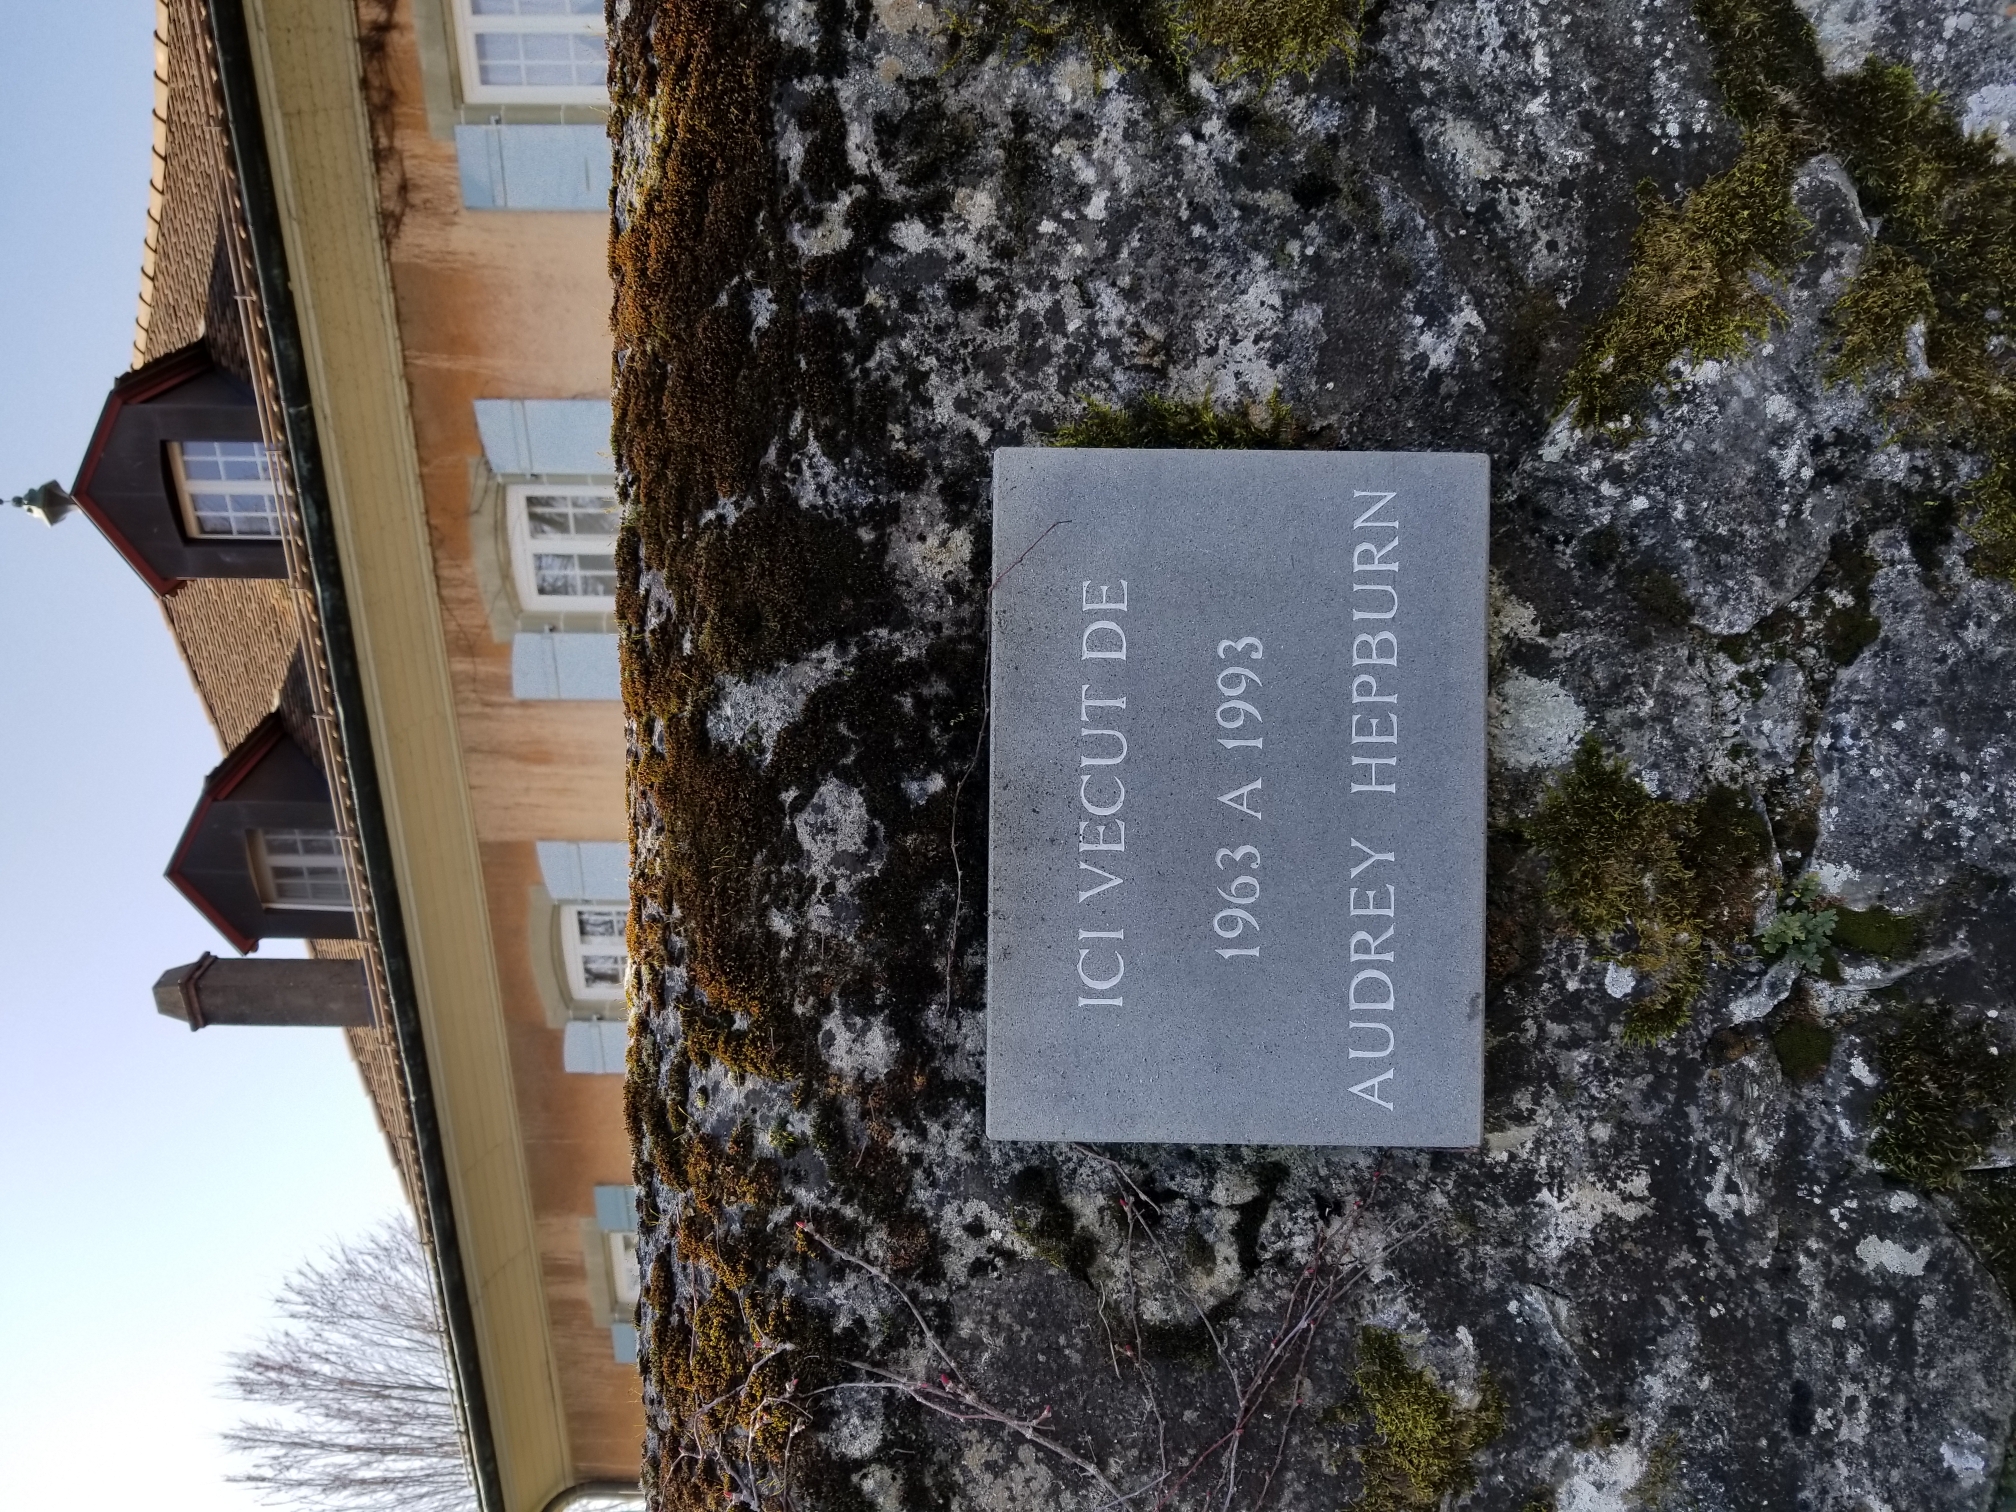 ICI VECUT DE
1963 A 1993
AUDREY HEPBURN